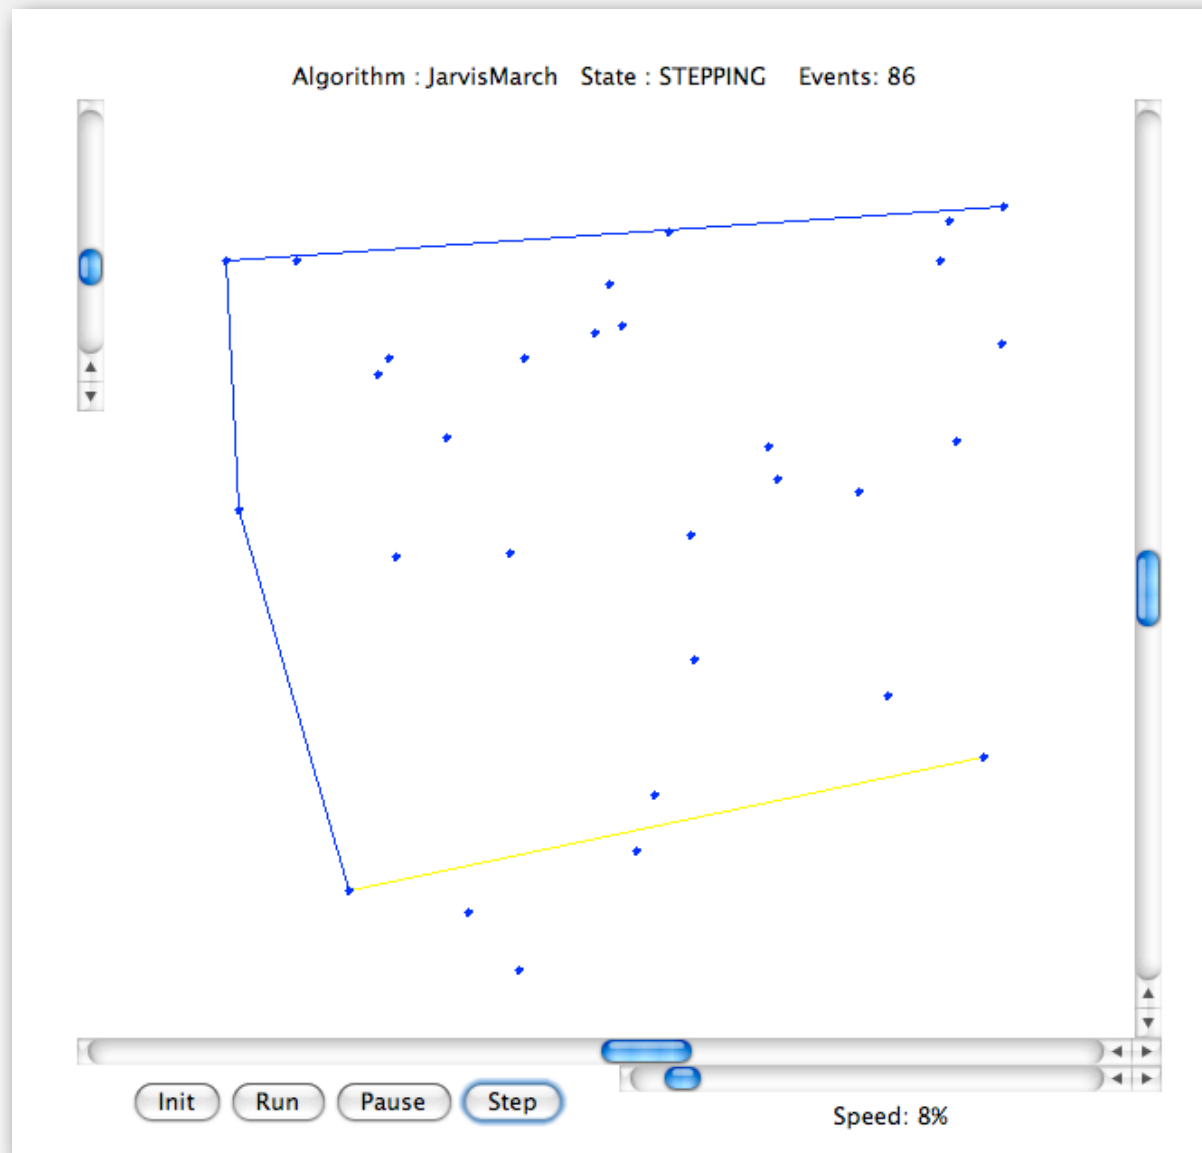 Algorithm : JarvisMarch State : STEPPING Events: 86
Init Run Pause Step
Speed: 8%